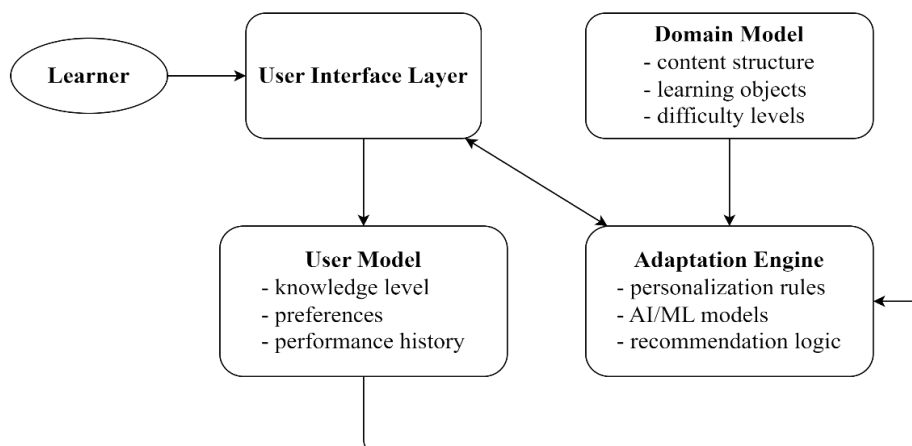 Learner
User Interface Layer
Domain Model
- content structure
- learning objects
- difficulty levels
User Model
- knowledge level
- preferences
- performance history
Adaptation Engine
- personalization rules
- AI/ML models
- recommendation logic